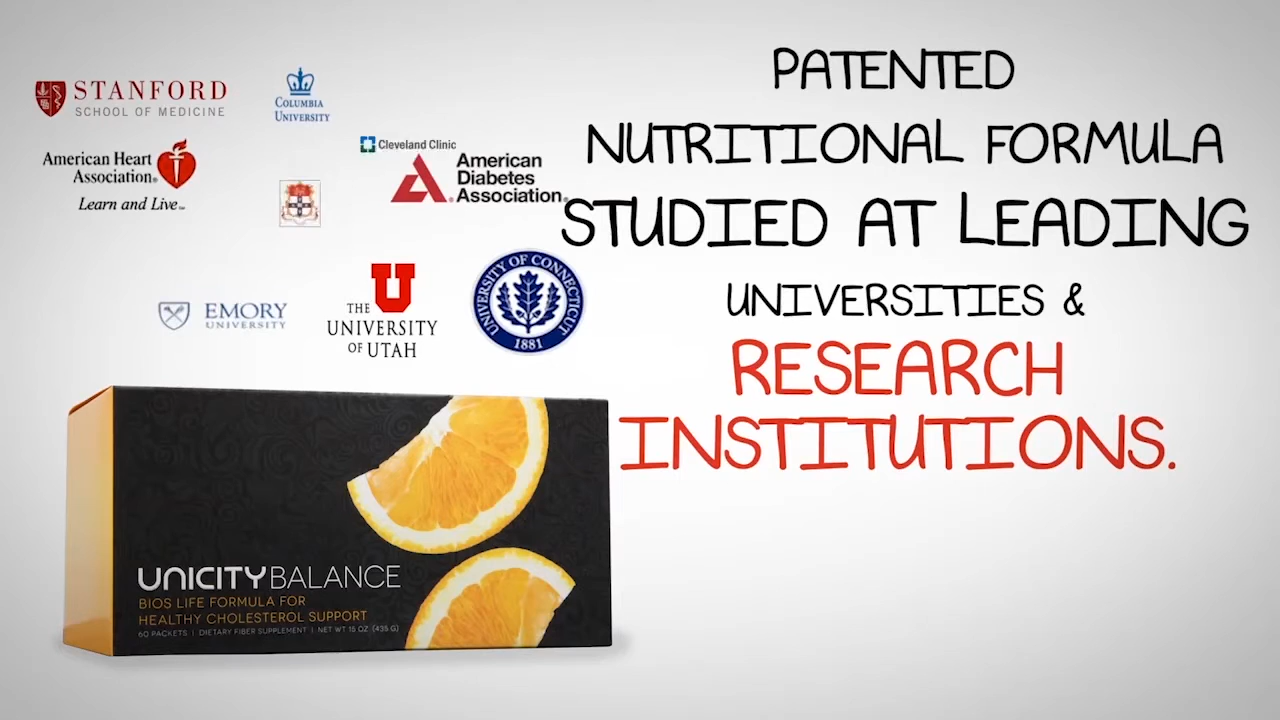 STANFORD
SCHOOL OF MEDICINE
COLUMBIA
UNIVERSITY
American Heart
Association®
Learn and Live™
Cleveland Clinic
American
Diabetes
Association®
EMORY
UNIVERSITY
THE
UNIVERSITY
OF UTAH
UNIVERSITY OF CONNECTICUT
1881
PATENTED
NUTRITIONAL FORMULA
STUDIED AT LEADING
UNIVERSITIES &
RESEARCH
INSTITUTIONS.
UNICITY BALANCE
BIOS LIFE FORMULA FOR
HEALTHY CHOLESTEROL SUPPORT
60 PACKETS | DIETARY FIBER SUPPLEMENT | NET WT 15 OZ (435 G)